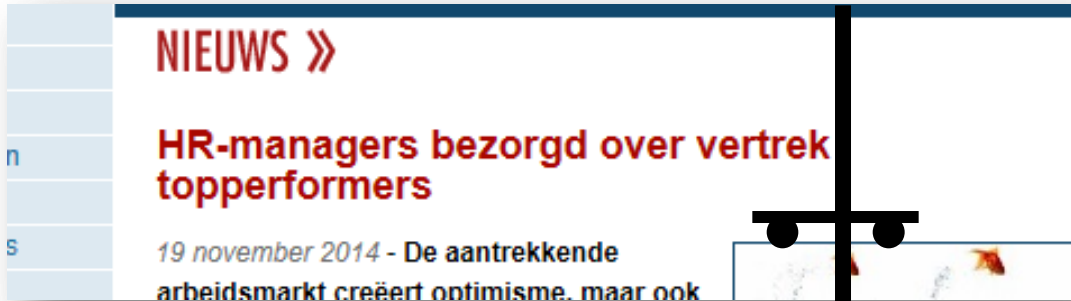 NIEUWS »
HR-managers bezorgd over vertrek
topperformers
19 november 2014 - De aantrekkende
arbeidsmarkt creëert optimisme, maar ook
n
s